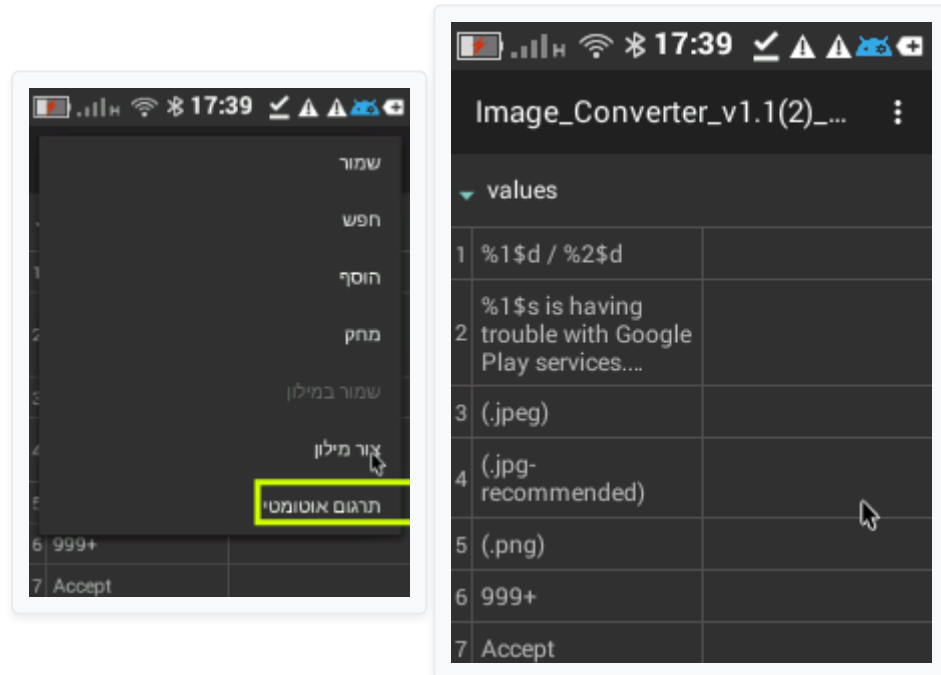 17:39
שמור
חפש
הוסף
מחק
שמור במילון
צור מילון
תרגום אוטומטי
6 999+
7 Accept
H 17:39
Image_Converter_v1.1(2)_...
values
1 %1$d / %2$d
2 %1$s is having
trouble with Google
Play services....
3 (.jpeg)
4 (.jpg-
recommended)
5 (.png)
6 999+
7 Accept